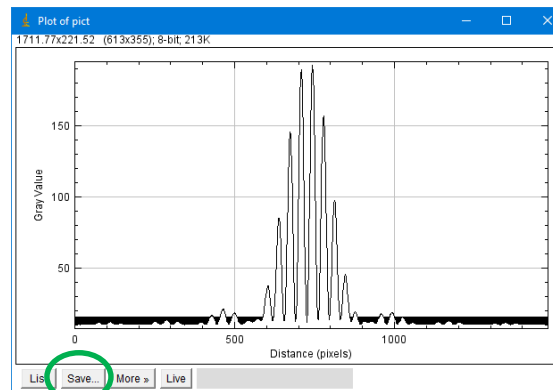 Plot of pict
1711.77x221.52 (613x355); 8-bit; 213K
150
100
50
Gray Value
0 500 1000
Distance (pixels)
Lis Save... More » Live